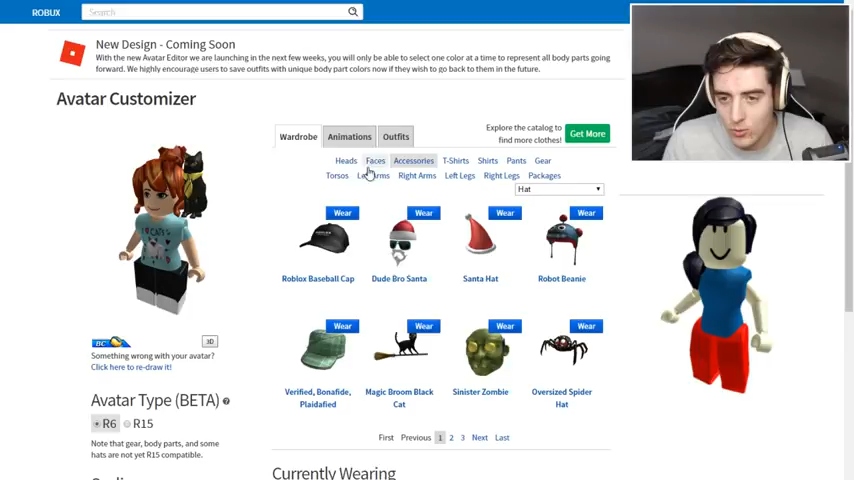 ROBUX
Search
New Design - Coming Soon
With the new Avatar Editor we are launching in the next few weeks, you will only be able to select one color at a time to represent all body parts going
forward. We highly encourage users to save outfits with unique body part colors now if they wish to go back to them in the future.
Avatar Customizer
Wardrobe Animations Outfits
Explore the catalog to
find more clothes!
Get More
Heads Faces Accessories T-Shirts Shirts Pants Gear
Torsos Left Arms Right Arms Left Legs Right Legs Packages
Hat
Wear Wear Wear Wear
Roblox Baseball Cap Dude Bro Santa Santa Hat Robot Beanie
Wear Wear Wear Wear
Verified, Bonafide, Magic Broom Black Sinister Zombie Oversized Spider
Plaidafied Cat Hat
First Previous 1 2 3 Next Last
I CATS
BC
3D
Something wrong with your avatar?
Click here to re-draw it!
Avatar Type (BETA) ?
R6 R15
Note that gear, body parts, and some
hats are not yet R15 compatible.
Currently Wearing